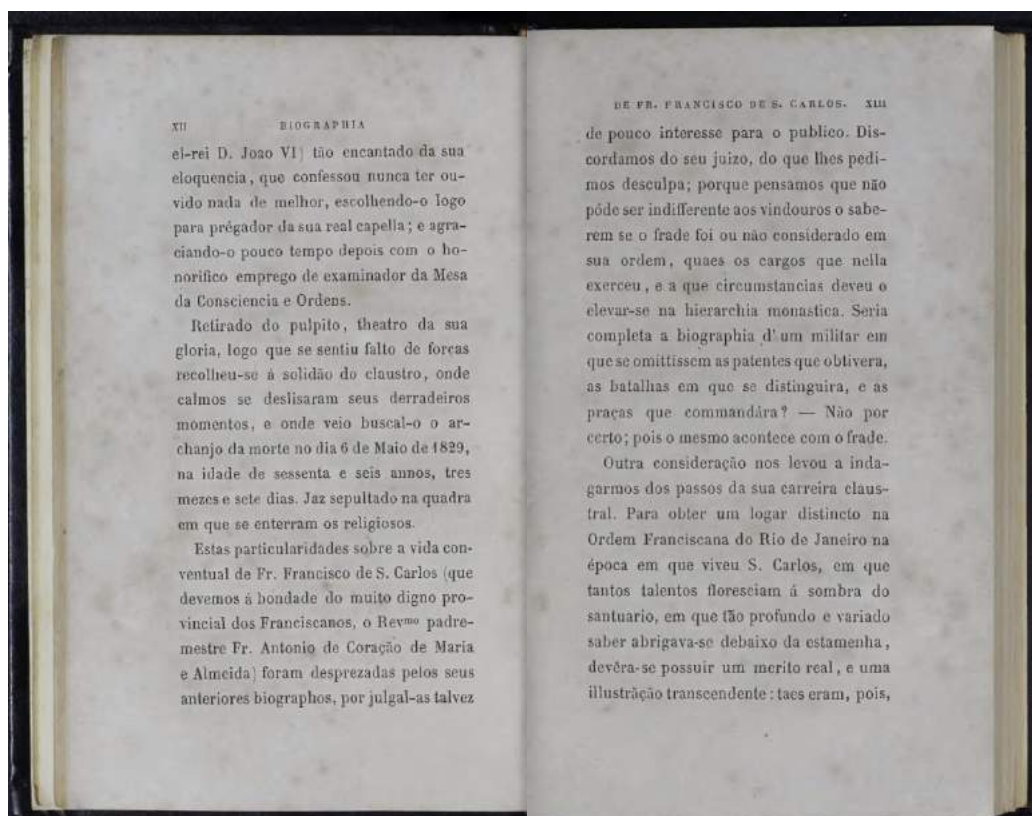 XII BIOGRAPHIA
el-rei D. Joao VI) tão encantado da sua
eloquencia, que confessou nunca ter ou-
vido nada de melhor, escolhendo-o logo
para prégador da sua real capella; e agra-
ciando-o pouco tempo depois com o ho-
norifico emprego de examinador da Mesa
da Consciencia e Ordens.
Retirado do pulpito, theatro da sua
gloria, logo que se sentiu falto de forças
recolheu-se á solidão do claustro, onde
calmos se deslisaram seus derradeiros
momentos, e onde veio buscal-o o ar-
chanjo da morte no dia 6 de Maio de 1829,
na idade de sessenta e seis annos, tres
mezes e sete dias. Jaz sepultado na quadra
em que se enterram os religiosos.
Estas particularidades sobre a vida con-
ventual de Fr. Francisco de S. Carlos (que
devemos á bondade do muito digno pro-
vincial dos Franciscanos, o Revmo padre-
mestre Fr. Antonio de Coração de Maria
e Almeida) foram desprezadas pelos seus
anteriores biographos, por julgal-as talvez
DE FR. FRANCISCO DE S. CARLOS. XIII
de pouco interesse para o publico. Dis-
cordamos do seu juizo, do que lhes pedi-
mos desculpa; porque pensamos que não
póde ser indifferente aos vindouros o sabe-
rem se o frade foi ou não considerado em
sua ordem, quaes os cargos que nella
exerceu, e a que circumstancias deveu o
elevar-se na hierarchia monastica. Seria
completa a biographia d'um militar em
que se omittissem as patentes que obtivera,
as batalhas em que se distinguira, e as
praças que commandára? — Não por
certo; pois o mesmo acontece com o frade.
Outra consideração nos levou a inda-
garmos dos passos da sua carreira claus-
tral. Para obter um logar distincto na
Ordem Franciscana do Rio de Janeiro na
época em que viveu S. Carlos, em que
tantos talentos floresciam á sombra do
santuario, em que tão profundo e variado
saber abrigava-se debaixo da estamenha,
devêra-se possuir um merito real, e uma
illustração transcendente: taes eram, pois,